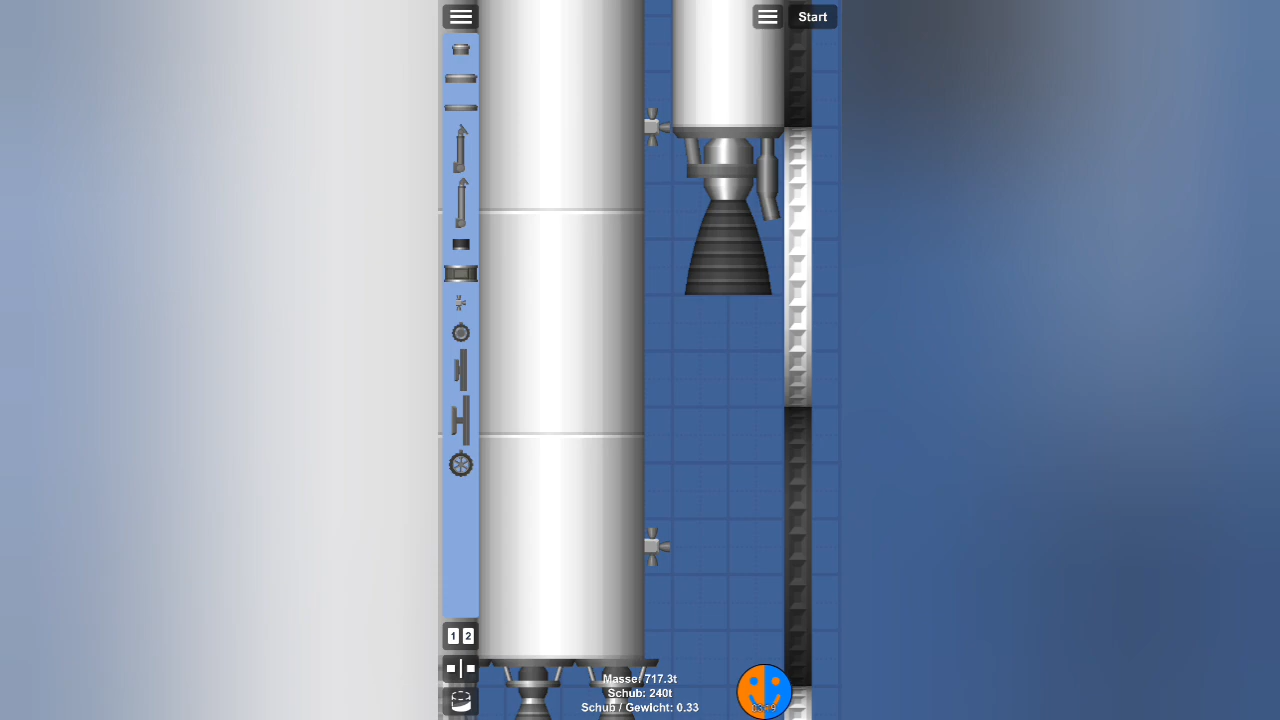 Start
1 2
Masse: 717.3t
Schub: 240t
Schub / Gewicht: 0.33